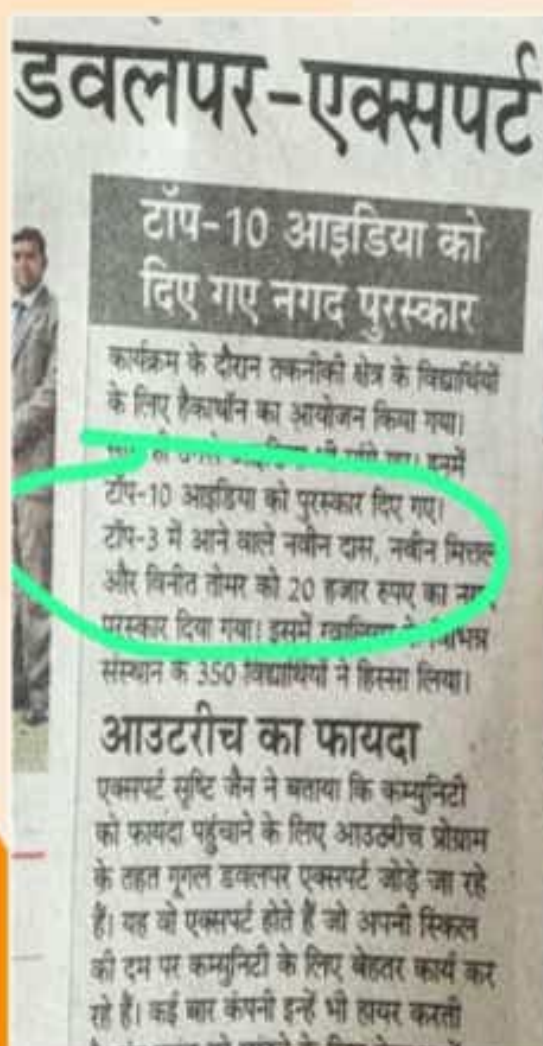 डवलपर-एक्सपर्ट
टॉप-10 आइडिया को
दिए गए नगद पुरस्कार
कार्यक्रम के दौरान तकनीकी क्षेत्र के विद्यार्थियों
के लिए हैकाथॉन का आयोजन किया गया।
इनमें
टॉप-10 आइडिया को पुरस्कार दिए गए।
टॉप-3 में आने वाले नवीन दास, नवीन मित्तल
और विनीत तोमर को 20 हजार रुपए का
पुरस्कार दिया गया। इसमें
संस्थान के 350 विद्यार्थियों ने हिस्सा लिया।
आउटरीच का फायदा
एक्सपर्ट सृष्टि जैन ने बताया कि कम्युनिटी
को फायदा पहुंचाने के लिए आउटरीच प्रोग्राम
के तहत गूगल डवलपर एक्सपर्ट जोड़े जा रहे
हैं। यह वो एक्सपर्ट होते हैं जो अपनी स्किल
की दम पर कम्युनिटी के लिए बेहतर कार्य कर
रहे हैं। कई बार कंपनी इन्हें भी हायर करती